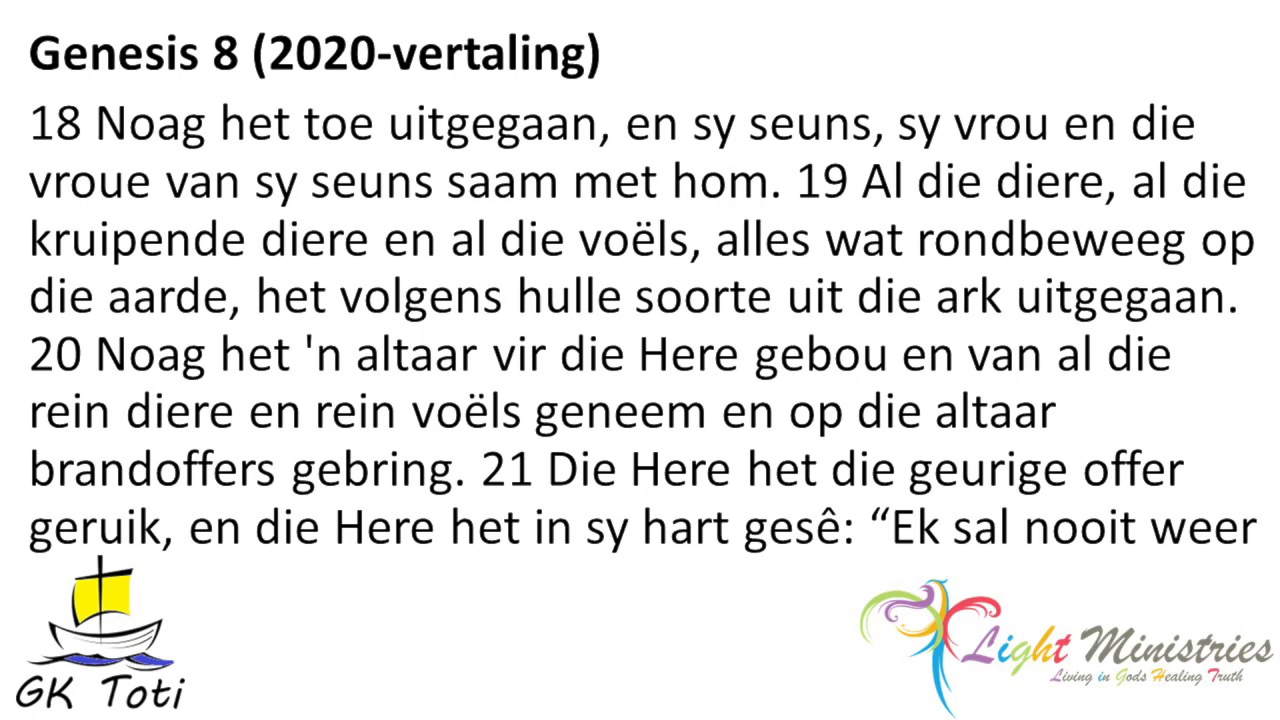 Genesis 8 (2020-vertaling)
18 Noag het toe uitgegaan, en sy seuns, sy vrou en die
vroue van sy seuns saam met hom. 19 Al die diere, al die
kruipende diere en al die voëls, alles wat rondbeweeg op
die aarde, het volgens hulle soorte uit die ark uitgegaan.
20 Noag het 'n altaar vir die Here gebou en van al die
rein diere en rein voëls geneem en op die altaar
brandoffers gebring. 21 Die Here het die geurige offer
geruik, en die Here het in sy hart gesê: “Ek sal nooit weer
GK Toti
Light Ministries
Living in Gods Healing Truth